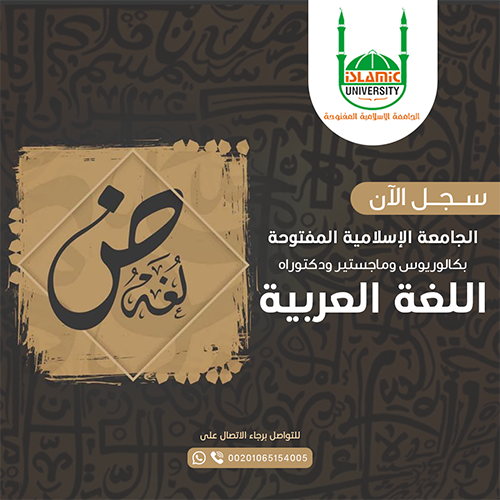 ISLAMIC
UNIVERSITY
الجامعة الإسلامية المفتوحة
سجل الآن
الجامعة الإسلامية المفتوحة
بكالوريوس وماجستير ودكتوراه
اللغة العربية
لغة ض
للتواصل برجاء الاتصال على
00201065154005